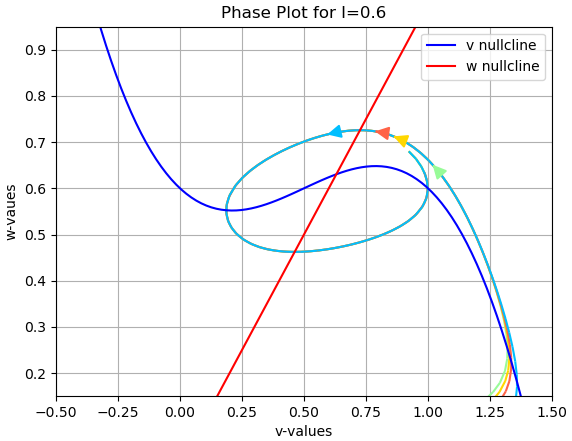 Phase Plot for I=0.6
v nullcline
w nullcline
w-vaues
0.9
0.8
0.7
0.6
0.5
0.4
0.3
0.2
−0.50 −0.25 0.00 0.25 0.50 0.75 1.00 1.25 1.50
v-values